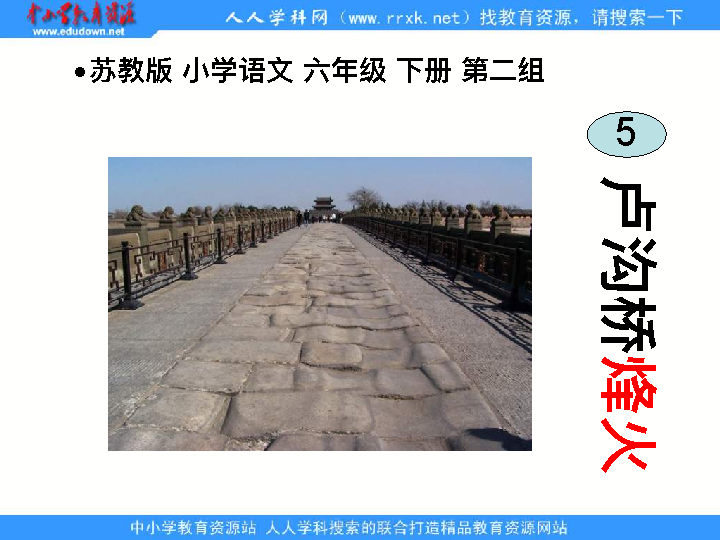 中小学教育资源
www.edudown.net
人人学科网（www.rrxk.net）找教育资源，请搜索一下
•苏教版 小学语文 六年级 下册 第二组
5
卢沟桥烽火
中小学教育资源站 人人学科搜索的联合打造精品教育资源网站